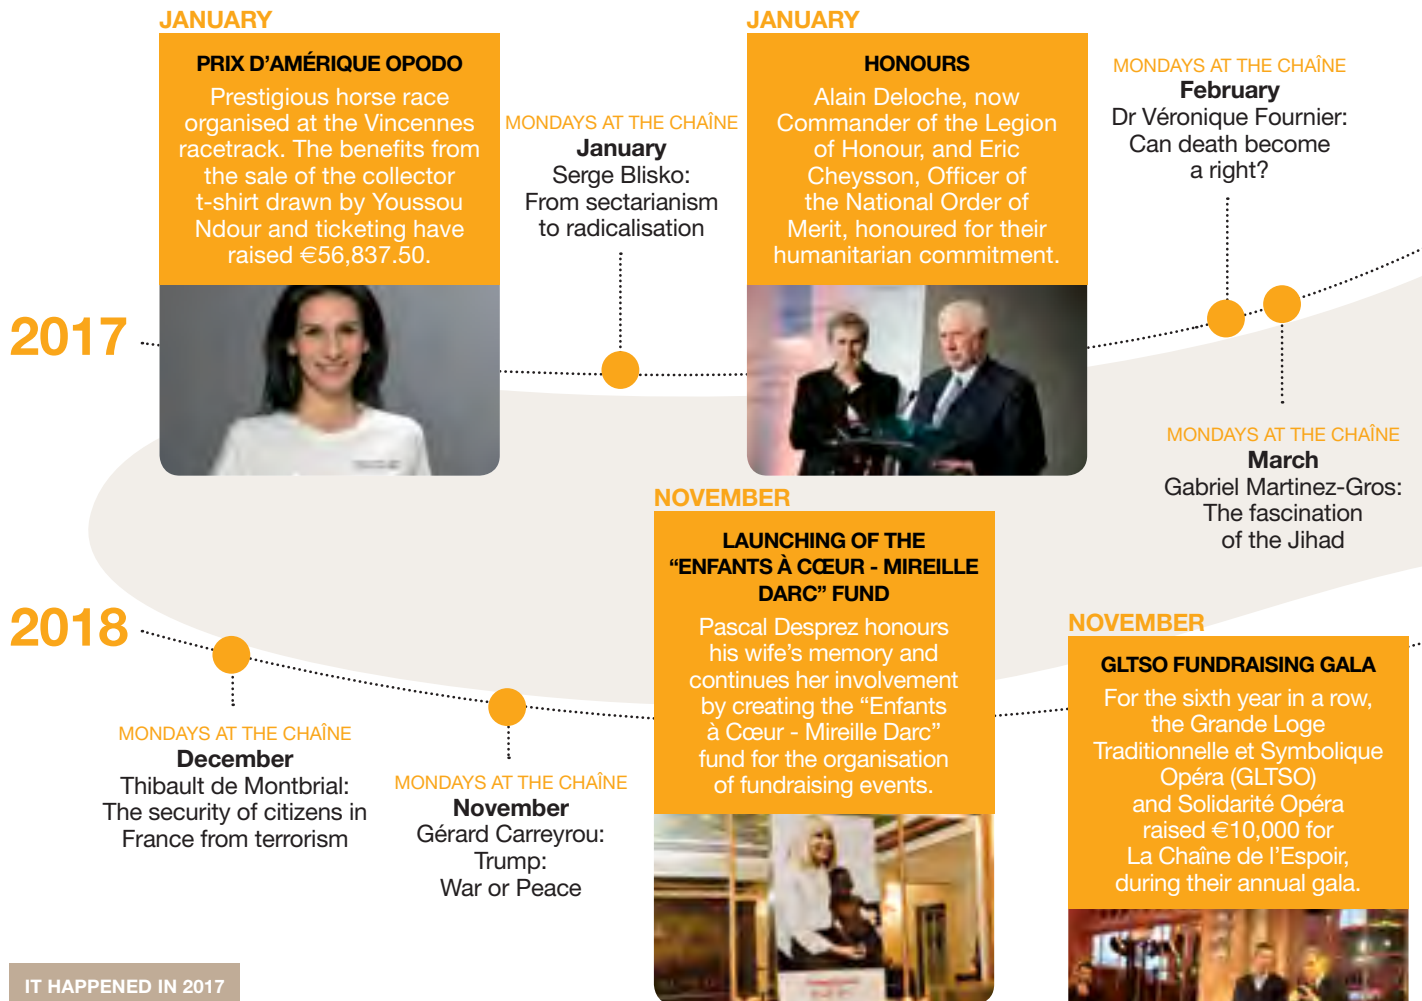 JANUARY
PRIX D’AMÉRIQUE OPODO
Prestigious horse race
organised at the Vincennes
racetrack. The benefits from
the sale of the collector
t-shirt drawn by Youssou
Ndour and ticketing have
raised €56,837.50.
MONDAYS AT THE CHAÎNE
January
Serge Blisko:
From sectarianism
to radicalisation
JANUARY
HONOURS
Alain Deloche, now
Commander of the Legion
of Honour, and Eric
Cheysson, Officer of
the National Order of
Merit, honoured for their
humanitarian commitment.
MONDAYS AT THE CHAÎNE
February
Dr Véronique Fournier:
Can death become
a right?
2017
MONDAYS AT THE CHAÎNE
March
Gabriel Martinez-Gros:
The fascination
of the Jihad
2018
MONDAYS AT THE CHAÎNE
December
Thibault de Montbrial:
The security of citizens in
France from terrorism
MONDAYS AT THE CHAÎNE
November
Gérard Carreyrou:
Trump:
War or Peace
NOVEMBER
LAUNCHING OF THE
“ENFANTS À CŒUR - MIREILLE
DARC” FUND
Pascal Desprez honours
his wife’s memory and
continues her involvement
by creating the “Enfants
à Cœur - Mireille Darc”
fund for the organisation
of fundraising events.
NOVEMBER
GLTSO FUNDRAISING GALA
For the sixth year in a row,
the Grande Loge
Traditionnelle et Symbolique
Opéra (GLTSO)
and Solidarité Opéra
raised €10,000 for
La Chaîne de l’Espoir,
during their annual gala.
IT HAPPENED IN 2017